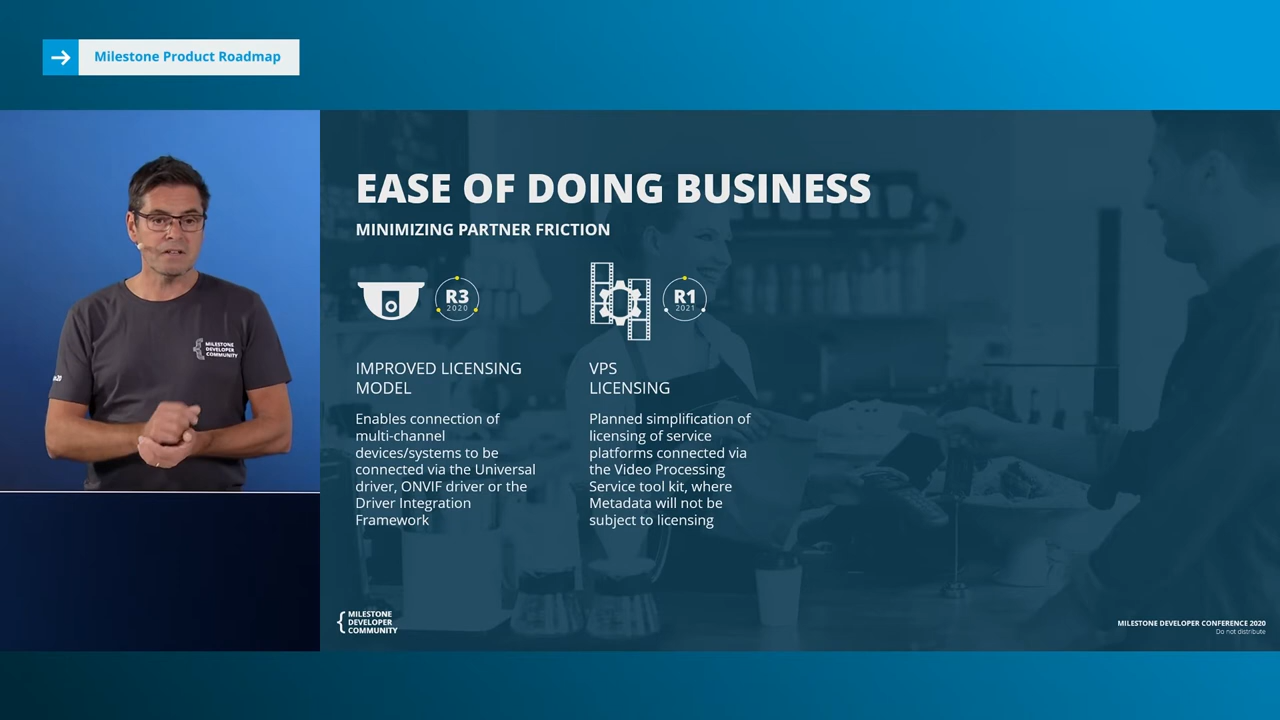 Milestone Product Roadmap
EASE OF DOING BUSINESS
MINIMIZING PARTNER FRICTION
R3
2020
R1
2021
IMPROVED LICENSING
MODEL
Enables connection of
multi-channel
devices/systems to be
connected via the Universal
driver, ONVIF driver or the
Driver Integration
Framework
VPS
LICENSING
Planned simplification of
licensing of service
platforms connected via
the Video Processing
Service tool kit, where
Metadata will not be
subject to licensing
MILESTONE
DEVELOPER
COMMUNITY
MILESTONE
DEVELOPER
COMMUNITY
MILESTONE DEVELOPER CONFERENCE 2020
Do not distribute